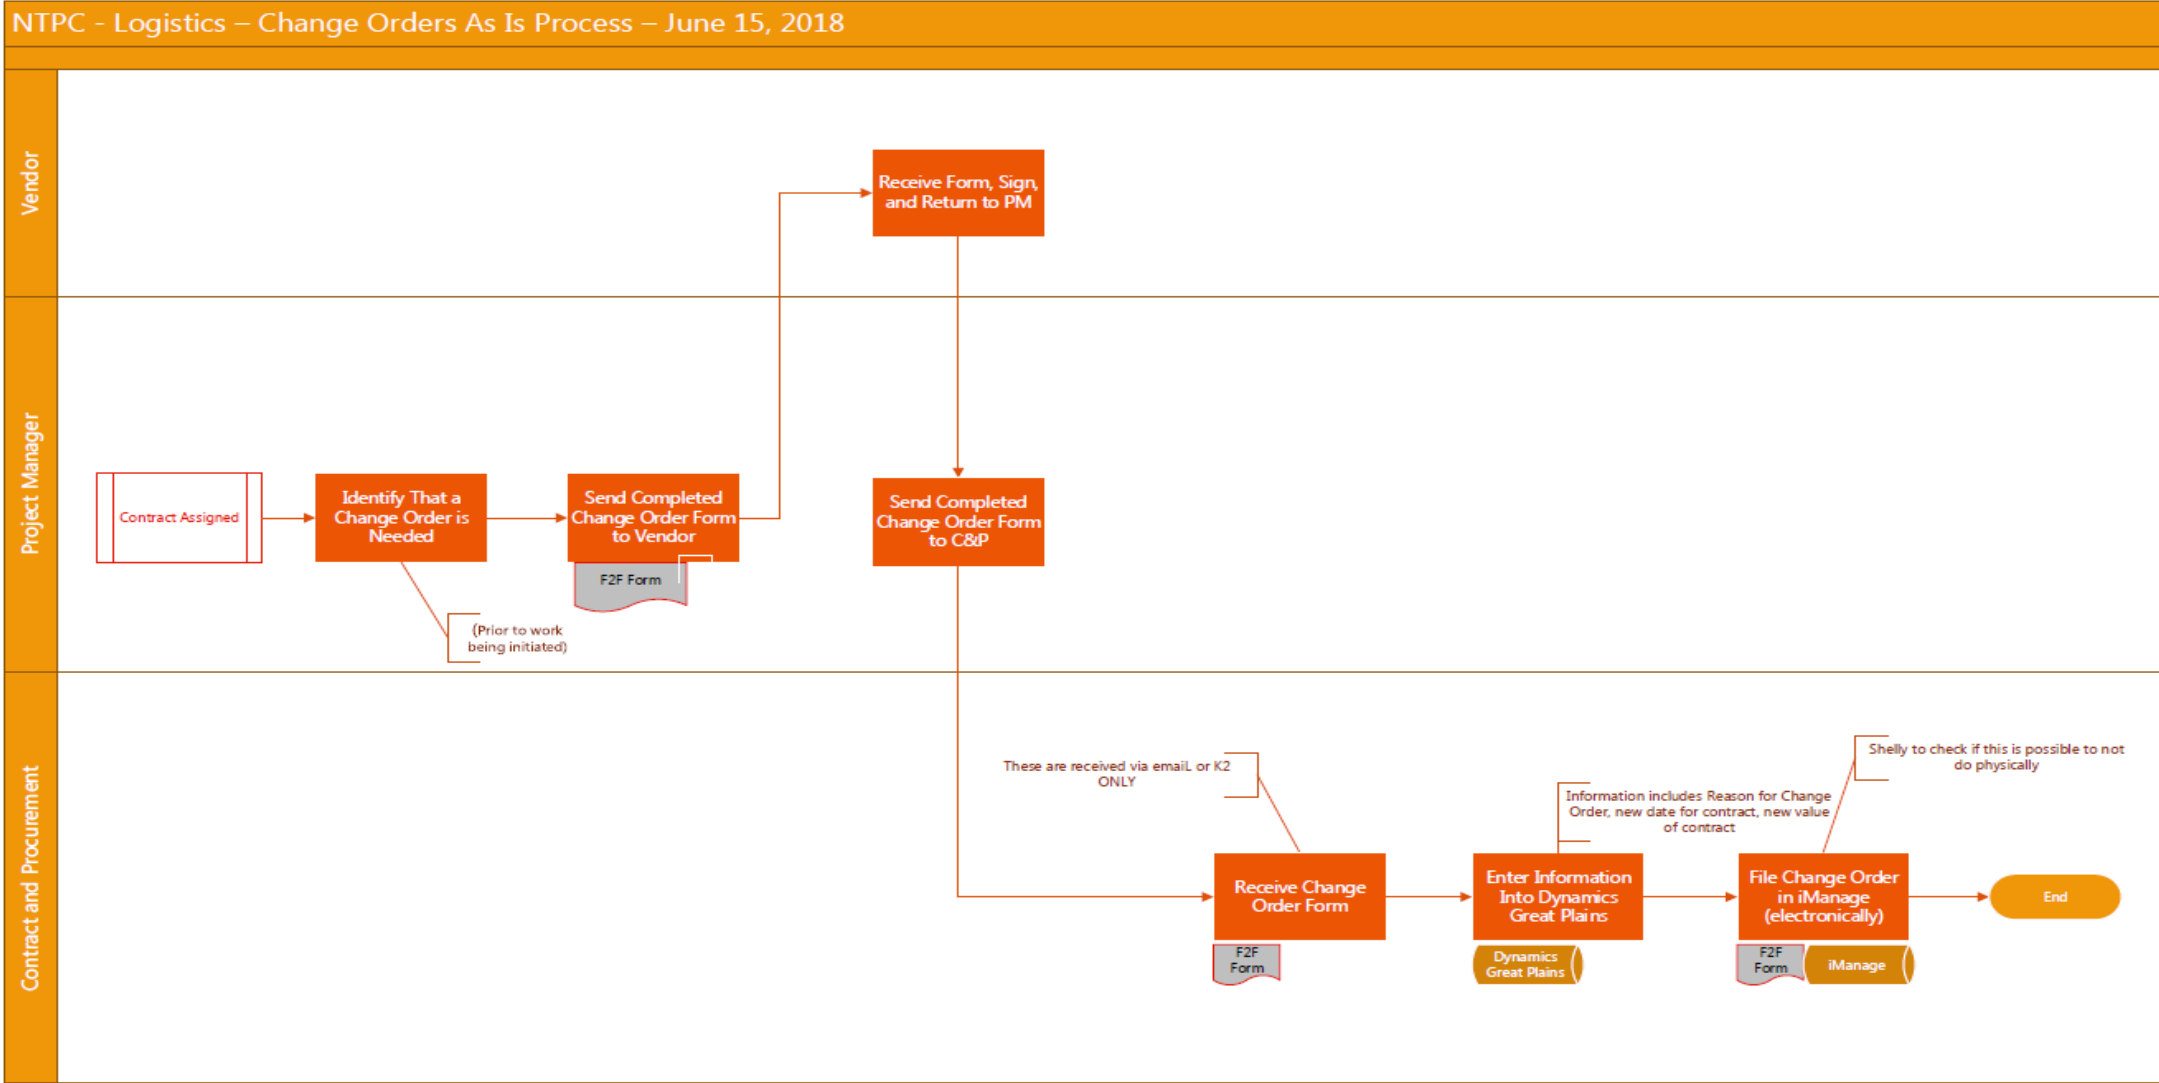 NTPC - Logistics – Change Orders As Is Process – June 15, 2018
Vendor
Receive Form, Sign,
and Return to PM
Project Manager
Contract Assigned
Identify That a
Change Order is
Needed
(Prior to work
being initiated)
Send Completed
Change Order Form
to Vendor
F2F Form
Send Completed
Change Order Form
to C&P
Contract and Procurement
These are received via emaiL or K2
ONLY
Receive Change
Order Form
F2F
Form
Information includes Reason for Change
Order, new date for contract, new value
of contract
Enter Information
Into Dynamics
Great Plains
Dynamics
Great Plains
Shelly to check if this is possible to not
do physically
File Change Order
in iManage
(electronically)
F2F
Form
iManage
End